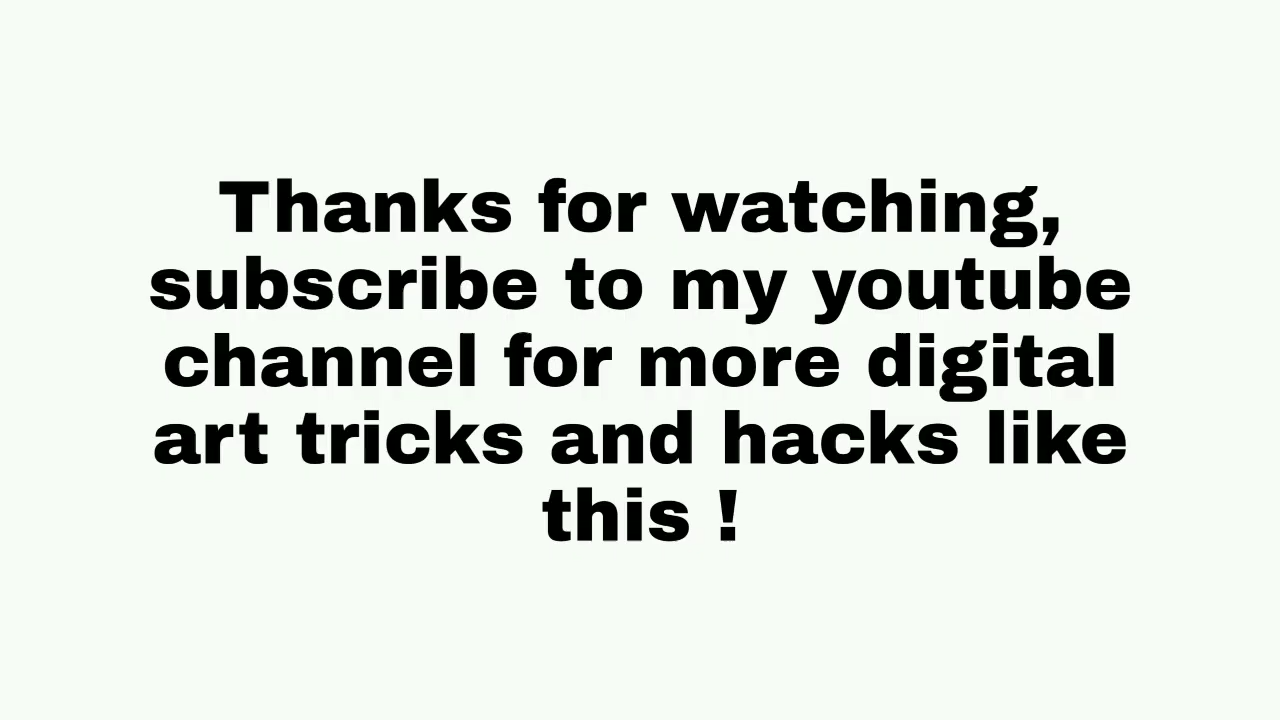 Thanks for watching,
subscribe to my youtube
channel for more digital
art tricks and hacks like
this !